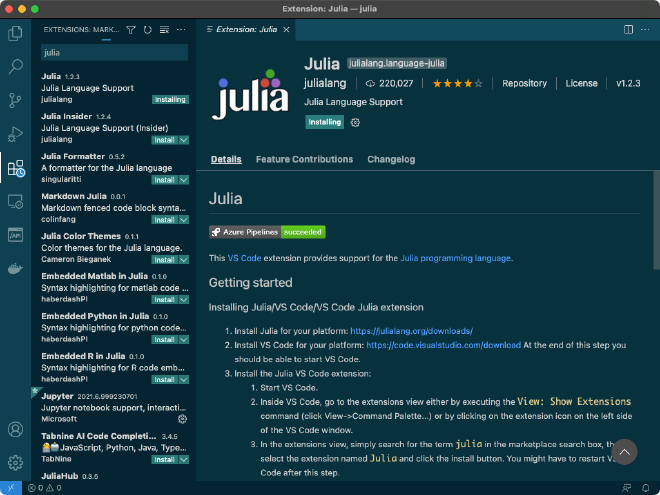 Extension: Julia — julia
EXTENSIONS: MARK...
Extension: Julia
julia
Julia 1.2.3
Julia Language Support
julialang
Installing
Julia Insider 1.2.4
Julia Language Support (Insider)
julialang
Install
Julia Formatter 0.5.2
A formatter for the Julia language
singularitti
Install
Markdown Julia 0.0.1
Markdown fenced code block synta...
colinfang
Install
Julia Color Themes 0.1.1
Color themes for the Julia language.
Cameron Bieganek
Install
Embedded Matlab in Julia 0.1.0
Syntax highlighting for matlab code ...
haberdashPI
Install
Embedded Python in Julia 0.1.0
Syntax highlighting for python code...
haberdashPI
Install
Embedded R in Julia 0.1.0
Syntax highlighting for R code emb...
haberdashPI
Install
Jupyter 2021.6.999230701
Jupyter notebook support, interacti...
Microsoft
Tabnine AI Code Completi... 3.4.5
JavaScript, Python, Java, Type...
TabNine
Install
JuliaHub 0.3.5
julia
Julia julialang.language-julia
julialang 220,027 Repository License v1.2.3
Julia Language Support
Installing
Details Feature Contributions Changelog
Julia
Azure Pipelines succeeded
This VS Code extension provides support for the Julia programming language.
Getting started
Installing Julia/VS Code/VS Code Julia extension
1. Install Julia for your platform: https://julialang.org/downloads/
2. Install VS Code for your platform: https://code.visualstudio.com/download At the end of this step you
should be able to start VS Code.
3. Install the Julia VS Code extension:
1. Start VS Code.
2. Inside VS Code, go to the extensions view either by executing the View: Show Extensions
command (click View->Command Palette...) or by clicking on the extension icon on the left side
of the VS Code window.
3. In the extensions view, simply search for the term julia in the marketplace search box, th
select the extension named Julia and click the install button. You might have to restart VS
Code after this step.
0 0